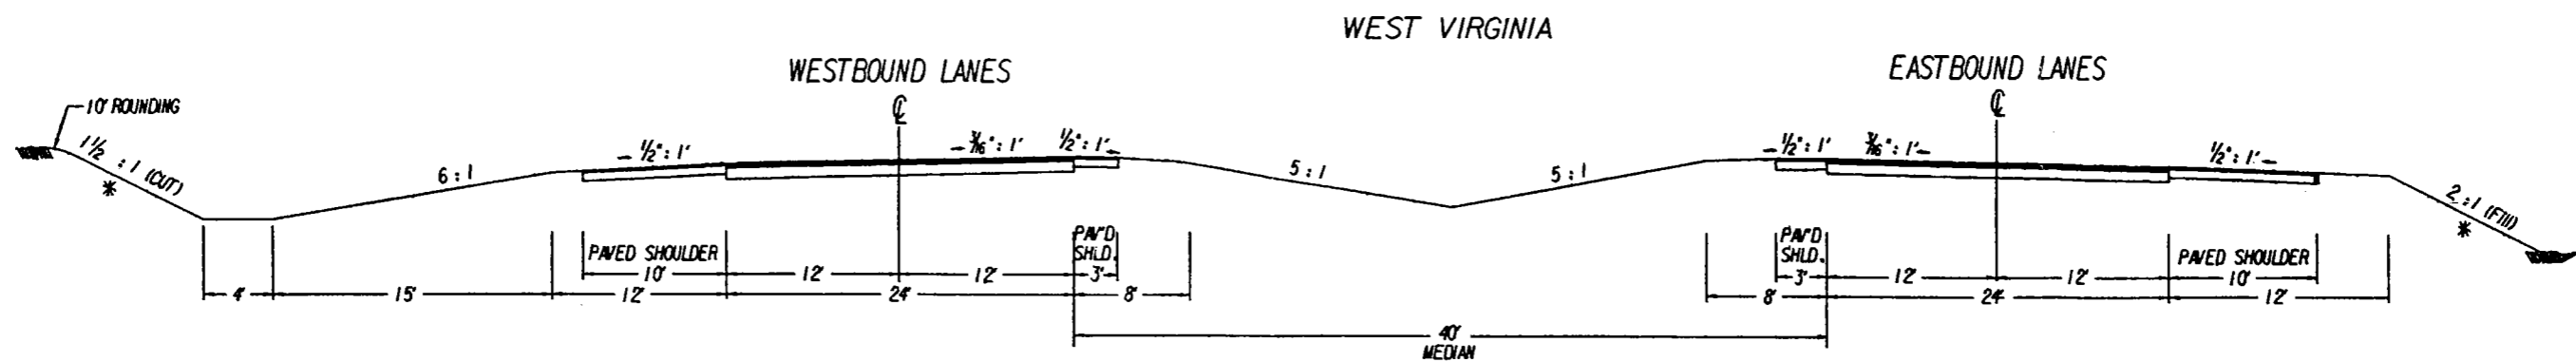 WEST VIRGINIA
WESTBOUND LANES
EASTBOUND LANES
℄
℄
10' ROUNDING
1½ : 1 (CUT)
*
6 : 1
½" : 1'
3/16" : 1'
½" : 1'
5 : 1
5 : 1
½" : 1'
3/16" : 1'
½" : 1'
2 : 1 (Fill)
*
PAVED SHOULDER
PAV'D
SHLD.
PAV'D
SHLD.
PAVED SHOULDER
10'
12'
12'
3'
3'
12'
12'
10'
4'
15'
12'
24'
8'
8'
24'
12'
40'
MEDIAN